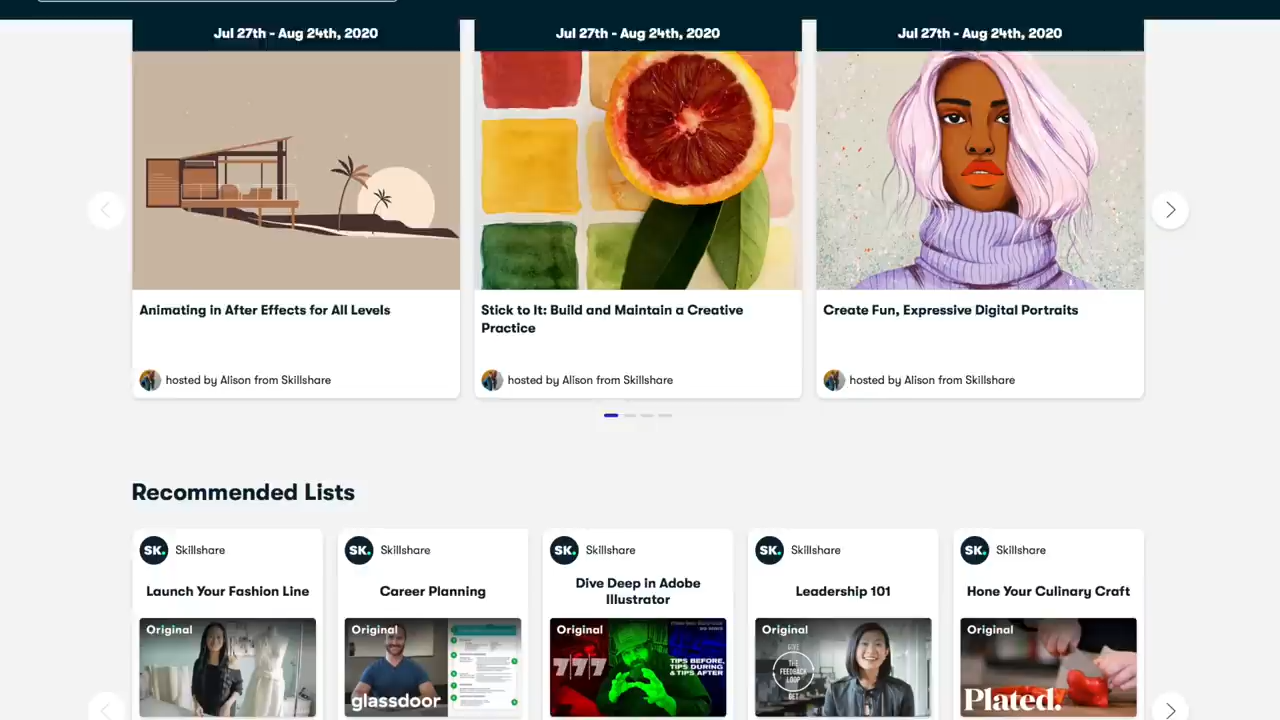 Jul 27th - Aug 24th, 2020
Jul 27th - Aug 24th, 2020
Jul 27th - Aug 24th, 2020
Animating in After Effects for All Levels
Stick to It: Build and Maintain a Creative
Practice
Create Fun, Expressive Digital Portraits
hosted by Alison from Skillshare
hosted by Alison from Skillshare
hosted by Alison from Skillshare
Recommended Lists
SK. Skillshare
SK. Skillshare
SK. Skillshare
SK. Skillshare
SK. Skillshare
Launch Your Fashion Line
Career Planning
Dive Deep in Adobe
Illustrator
Leadership 101
Hone Your Culinary Craft
Original
Original
glassdoor
Original
777
TIPS BEFORE,
TIPS DURING
& TIPS AFTER
Original
GIVE
THE
FEEDBACK
LOOP
GET
Original
Plated.